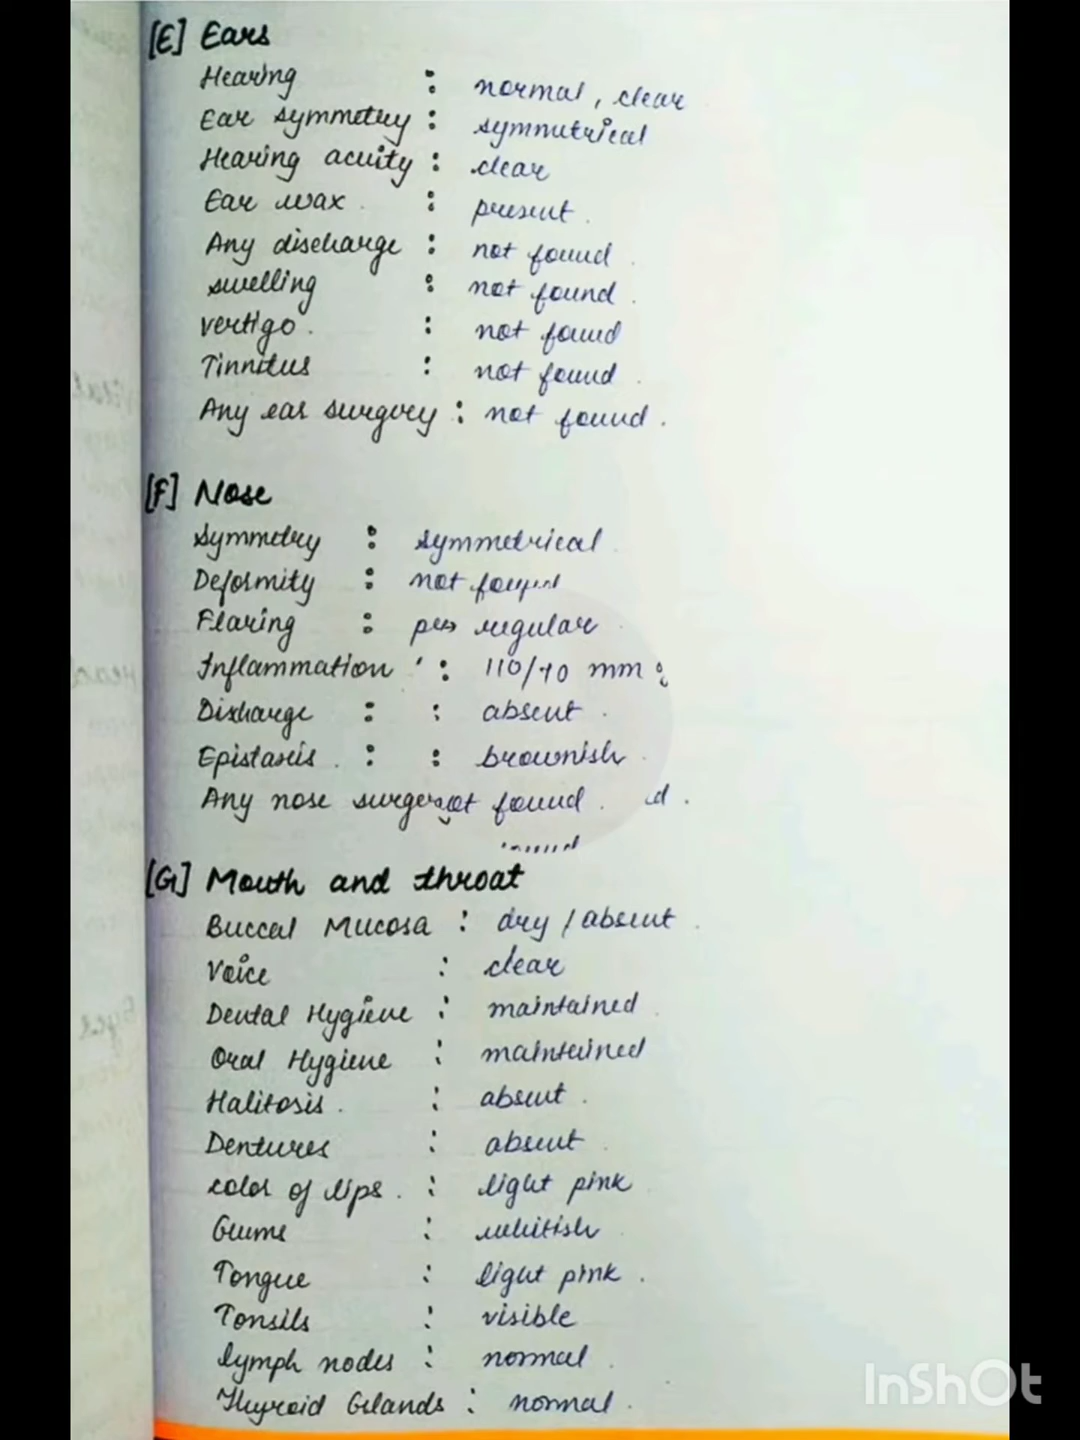 [E] Ears
Hearing : normal, clear
Ear symmetry : symmetrical
Hearing acuity : clear
Ear wax : present.
Any discharge : not found.
swelling : not found.
vertigo. : not found
Tinnitus : not found.
Any ear surgery : not found.
[F] Nose
Symmetry : symmetrical
Deformity : not found
Flaring : regular
Inflammation : 110/70 mm
Discharge : : absent.
Epistaxis. : : brownish.
Any nose surgery not found. d.
[G] Mouth and throat
Buccal Mucosa : dry / absent.
Voice : clear
Dental Hygiene : maintained.
Oral Hygiene : maintained
Halitosis. : absent.
Dentures : absent.
color of lips. : light pink
Gums : whitish
Tongue : light pink.
Tonsils : visible
lymph nodes : normal.
Thyroid Glands : normal.
InShOt